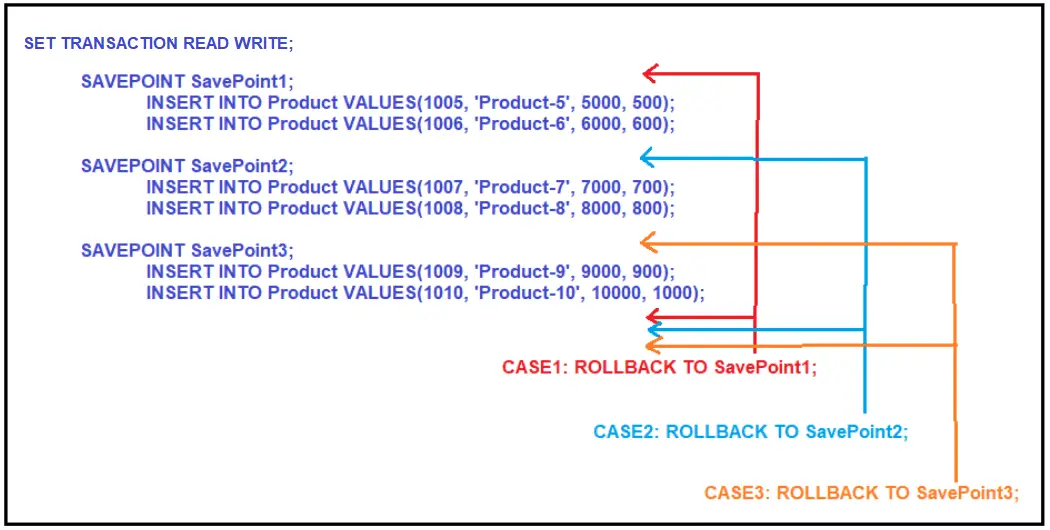 SET TRANSACTION READ WRITE;
SAVEPOINT SavePoint1;
INSERT INTO Product VALUES(1005, 'Product-5', 5000, 500);
INSERT INTO Product VALUES(1006, 'Product-6', 6000, 600);
SAVEPOINT SavePoint2;
INSERT INTO Product VALUES(1007, 'Product-7', 7000, 700);
INSERT INTO Product VALUES(1008, 'Product-8', 8000, 800);
SAVEPOINT SavePoint3;
INSERT INTO Product VALUES(1009, 'Product-9', 9000, 900);
INSERT INTO Product VALUES(1010, 'Product-10', 10000, 1000);
CASE1: ROLLBACK TO SavePoint1;
CASE2: ROLLBACK TO SavePoint2;
CASE3: ROLLBACK TO SavePoint3;